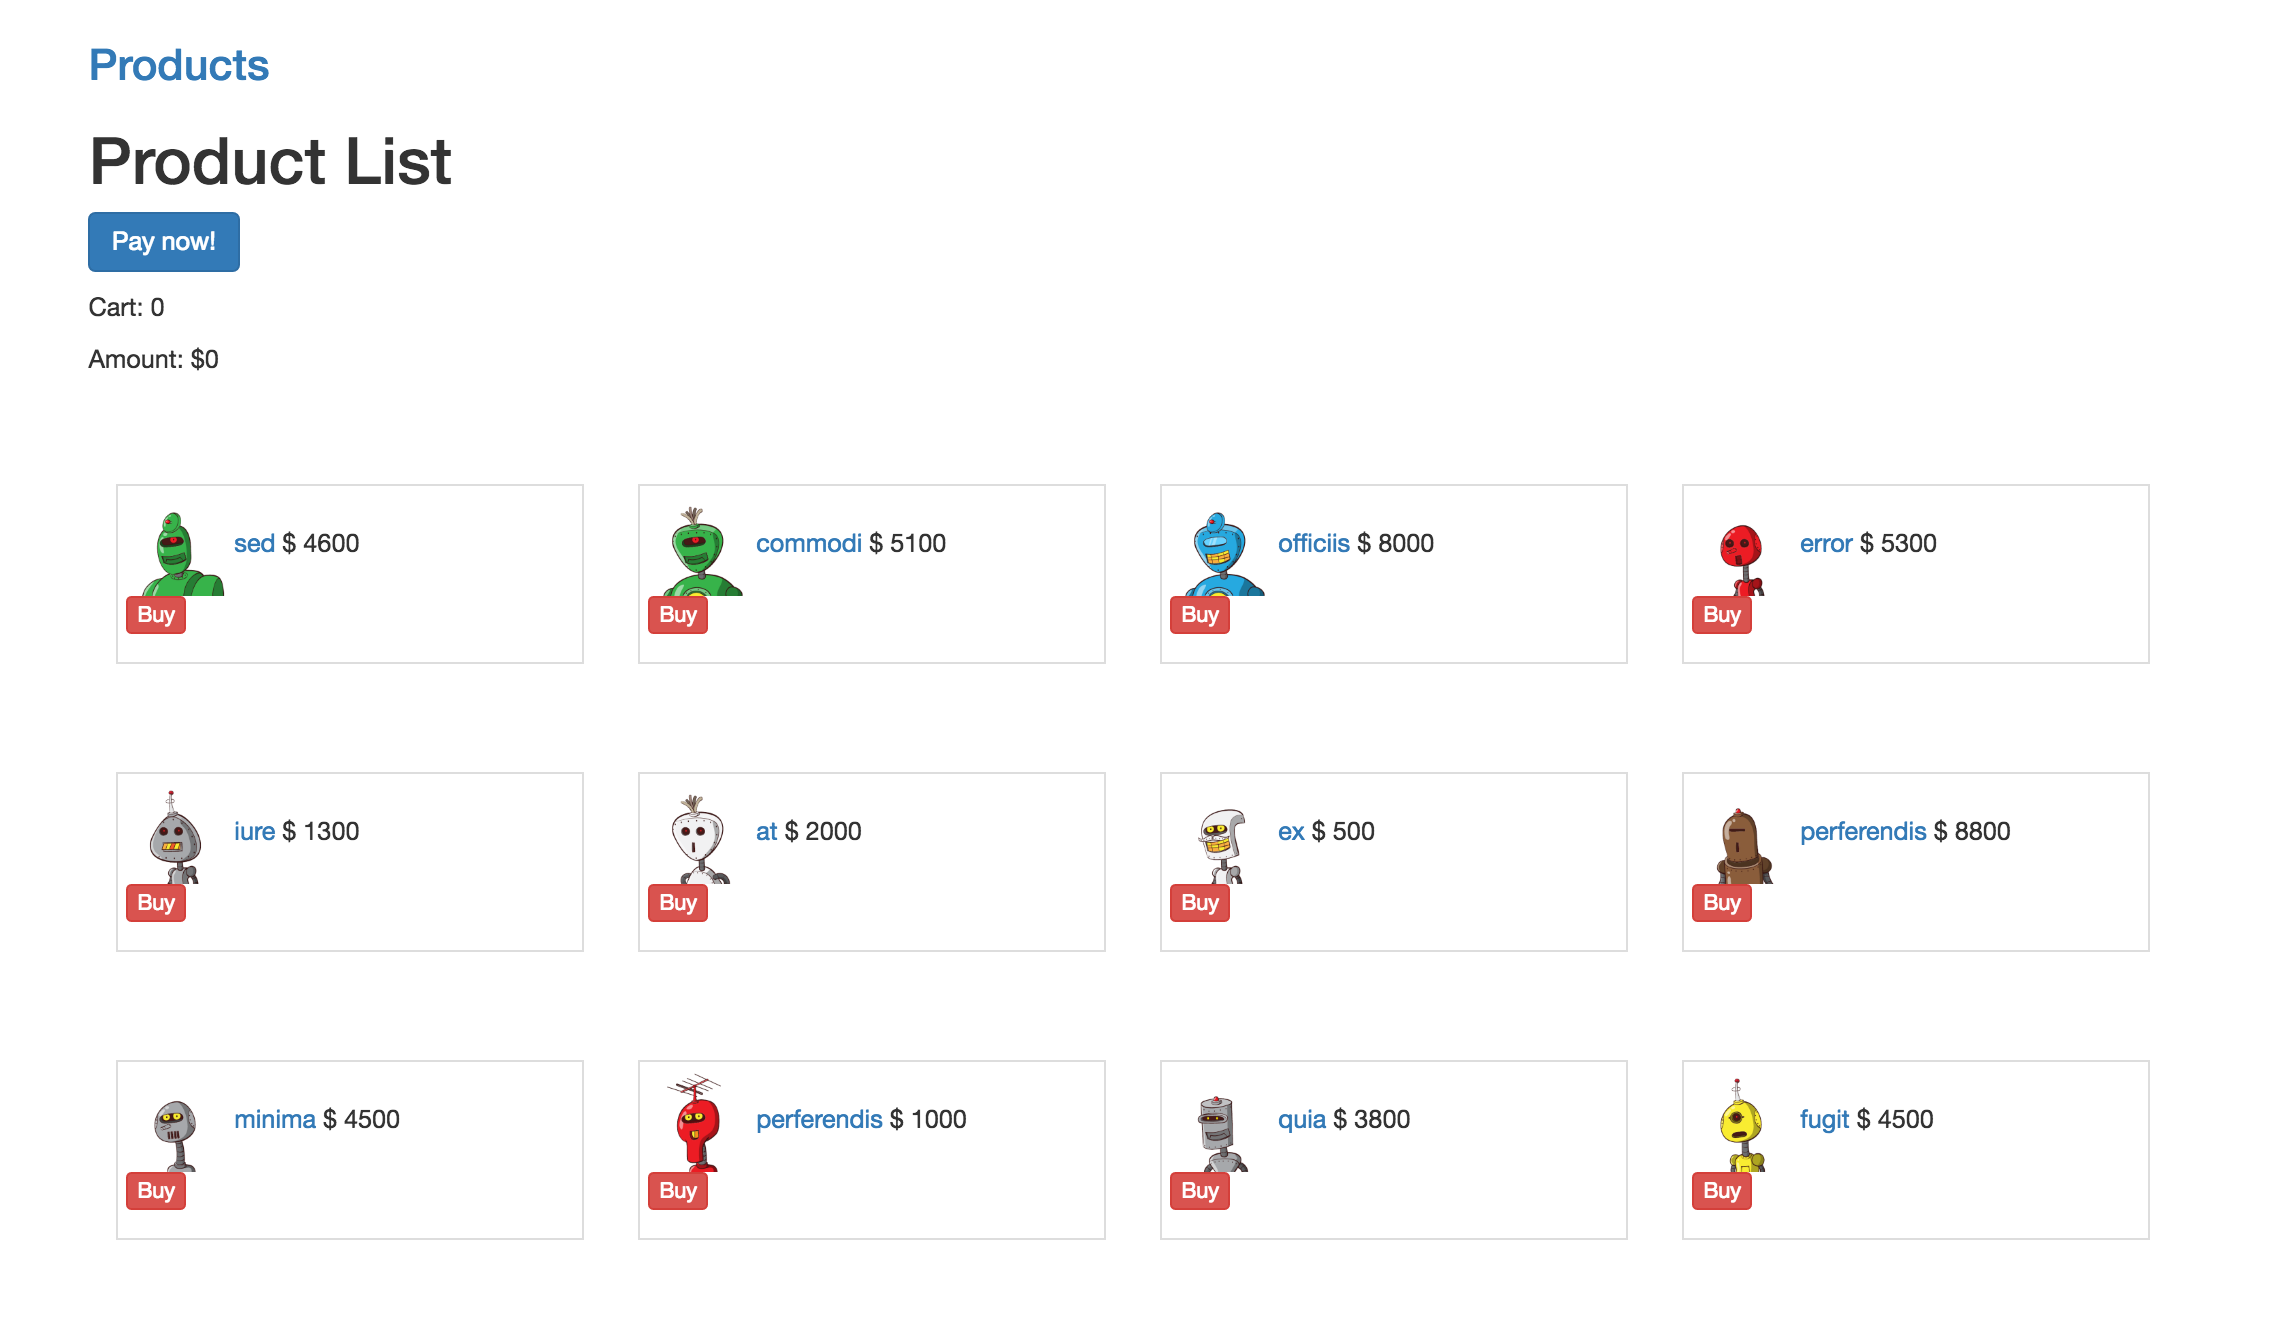 Products
Product List
Pay now!
Cart: 0
Amount: $0
sed $ 4600
Buy
commodi $ 5100
Buy
officiis $ 8000
Buy
error $ 5300
Buy
iure $ 1300
Buy
at $ 2000
Buy
ex $ 500
Buy
perferendis $ 8800
Buy
minima $ 4500
Buy
perferendis $ 1000
Buy
quia $ 3800
Buy
fugit $ 4500
Buy